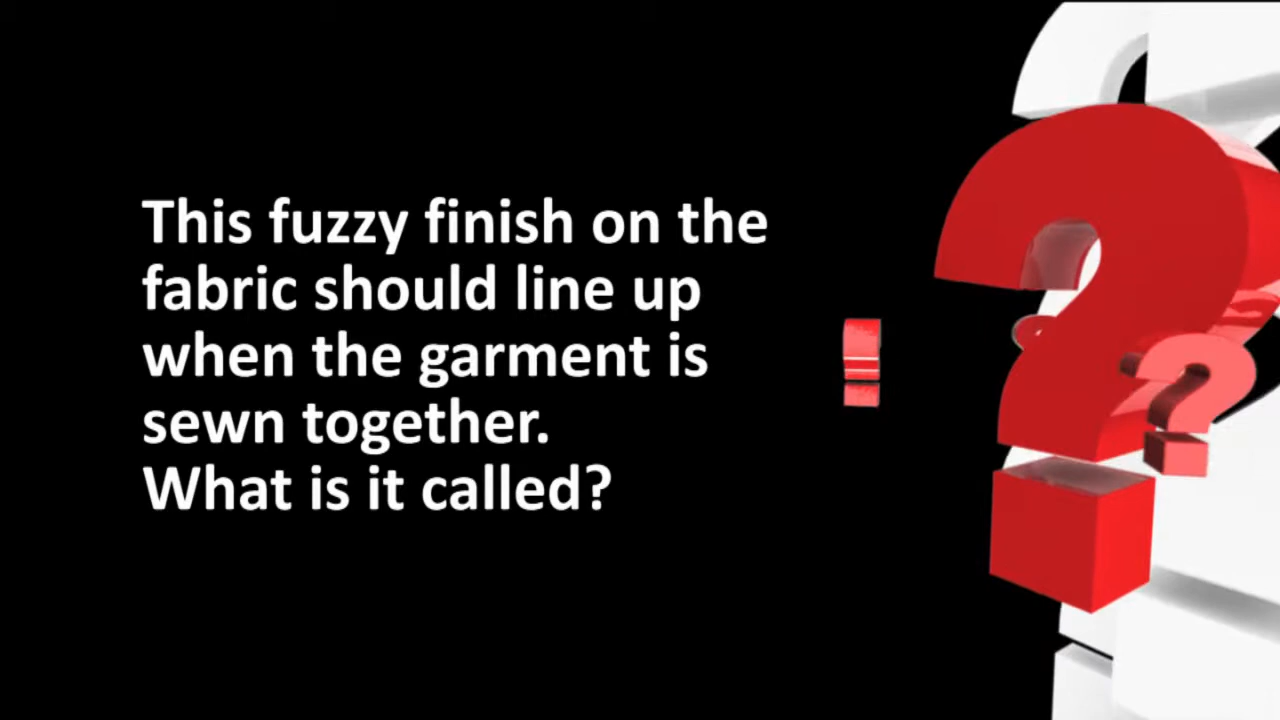 This fuzzy finish on the
fabric should line up
when the garment is
sewn together.
What is it called?